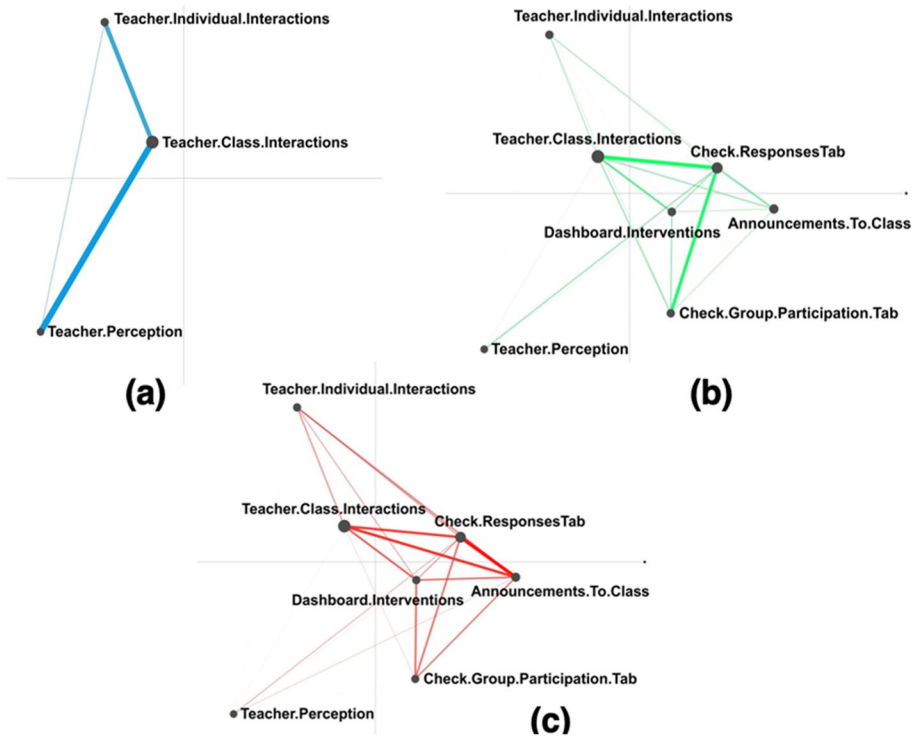 Teacher.Individual.Interactions
Teacher.Class.Interactions
Teacher.Perception
(a)
Teacher.Individual.Interactions
Teacher.Class.Interactions
Check.ResponsesTab
Announcements.To.Class
Dashboard.Interventions
Check.Group.Participation.Tab
Teacher.Perception
(b)
Teacher.Individual.Interactions
Teacher.Class.Interactions
Check.ResponsesTab
Announcements.To.Class
Dashboard.Interventions
Check.Group.Participation.Tab
Teacher.Perception
(c)